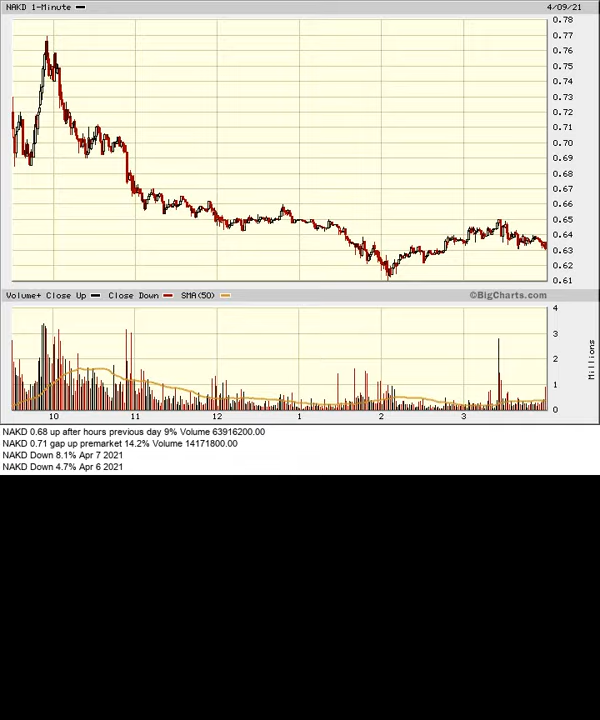 NAKD 1-Minute 4/09/21
0.78
0.77
0.76
0.75
0.74
0.73
0.72
0.71
0.70
0.69
0.68
0.67
0.66
0.65
0.64
0.63
0.62
0.61
Volume+ Close Up Close Down SMA(50) ©BigCharts.com
4
3
2
1
0
Millions
10 11 12 1 2 3
NAKD 0.68 up after hours previous day 9% Volume 63916200.00
NAKD 0.71 gap up premarket 14.2% Volume 14171800.00
NAKD Down 8.1% Apr 7 2021
NAKD Down 4.7% Apr 6 2021